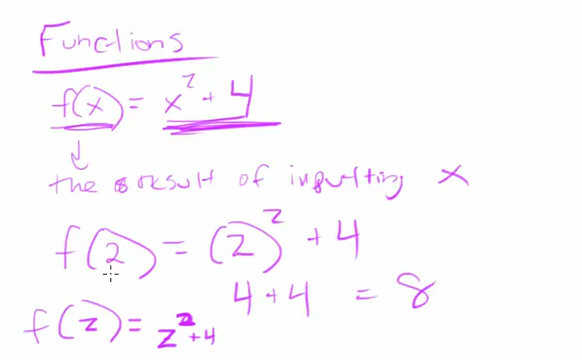 Functions
f(x) = x² + 4
the result of inputting x
f(2) = (2)² + 4
4 + 4 = 8
f(z) = z² + 4